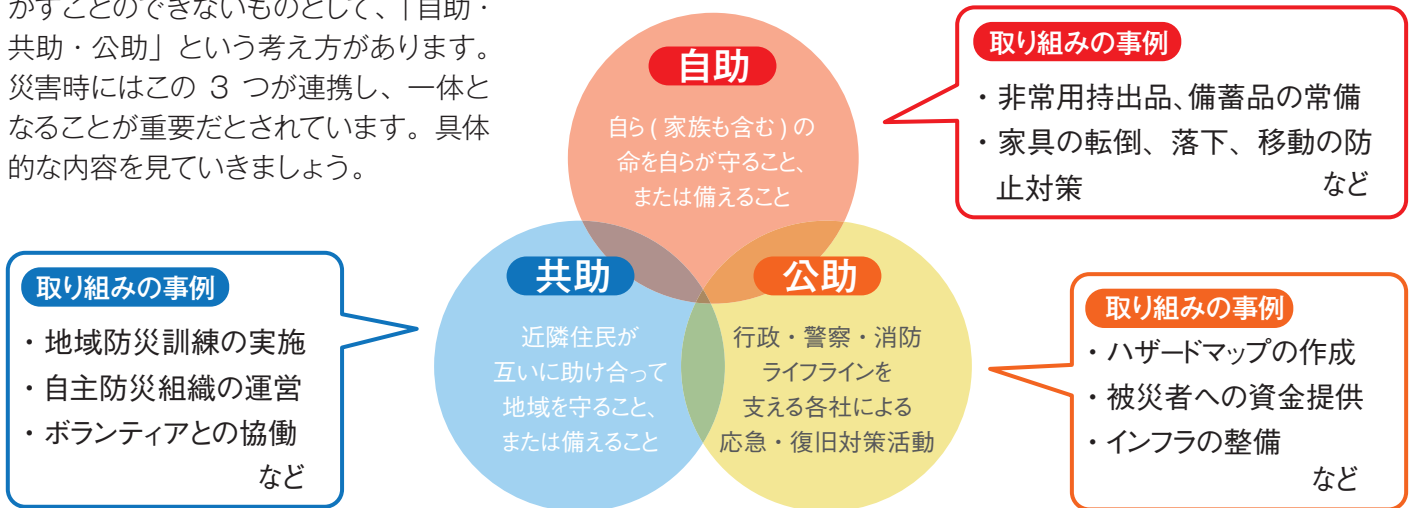 かすことのできないものとして、「自助・
共助・公助」という考え方があります。
災害時にはこの 3 つが連携し、一体と
なることが重要だとされています。具体
的な内容を見ていきましょう。
自助
自ら ( 家族も含む ) の
命を自らが守ること、
または備えること
取り組みの事例
・非常用持出品、備蓄品の常備
・家具の転倒、落下、移動の防
止対策 など
共助
近隣住民が
互いに助け合って
地域を守ること、
または備えること
取り組みの事例
・地域防災訓練の実施
・自主防災組織の運営
・ボランティアとの協働
など
公助
行政・警察・消防
ライフラインを
支える各社による
応急・復旧対策活動
取り組みの事例
・ハザードマップの作成
・被災者への資金提供
・インフラの整備
など